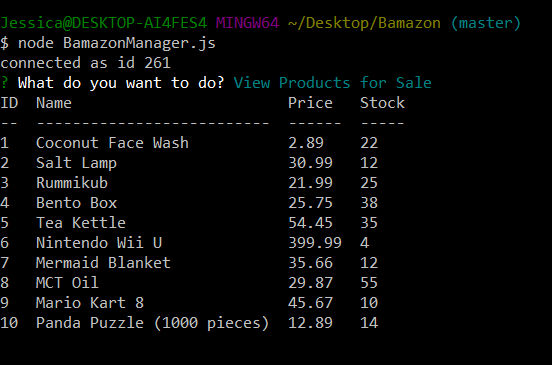 Jessica@DESKTOP-AI4FES4 MINGW64 ~/Desktop/Bamazon (master)
$ node BamazonManager.js
connected as id 261
? What do you want to do? View Products for Sale
ID  Name                        Price   Stock
--  --------------------------  ------  -----
1   Coconut Face Wash           2.89    22
2   Salt Lamp                   30.99   12
3   Rummikub                    21.99   25
4   Bento Box                   25.75   38
5   Tea Kettle                  54.45   35
6   Nintendo Wii U              399.99  4
7   Mermaid Blanket             35.66   12
8   MCT Oil                     29.87   55
9   Mario Kart 8                45.67   10
10  Panda Puzzle (1000 pieces)  12.89   14